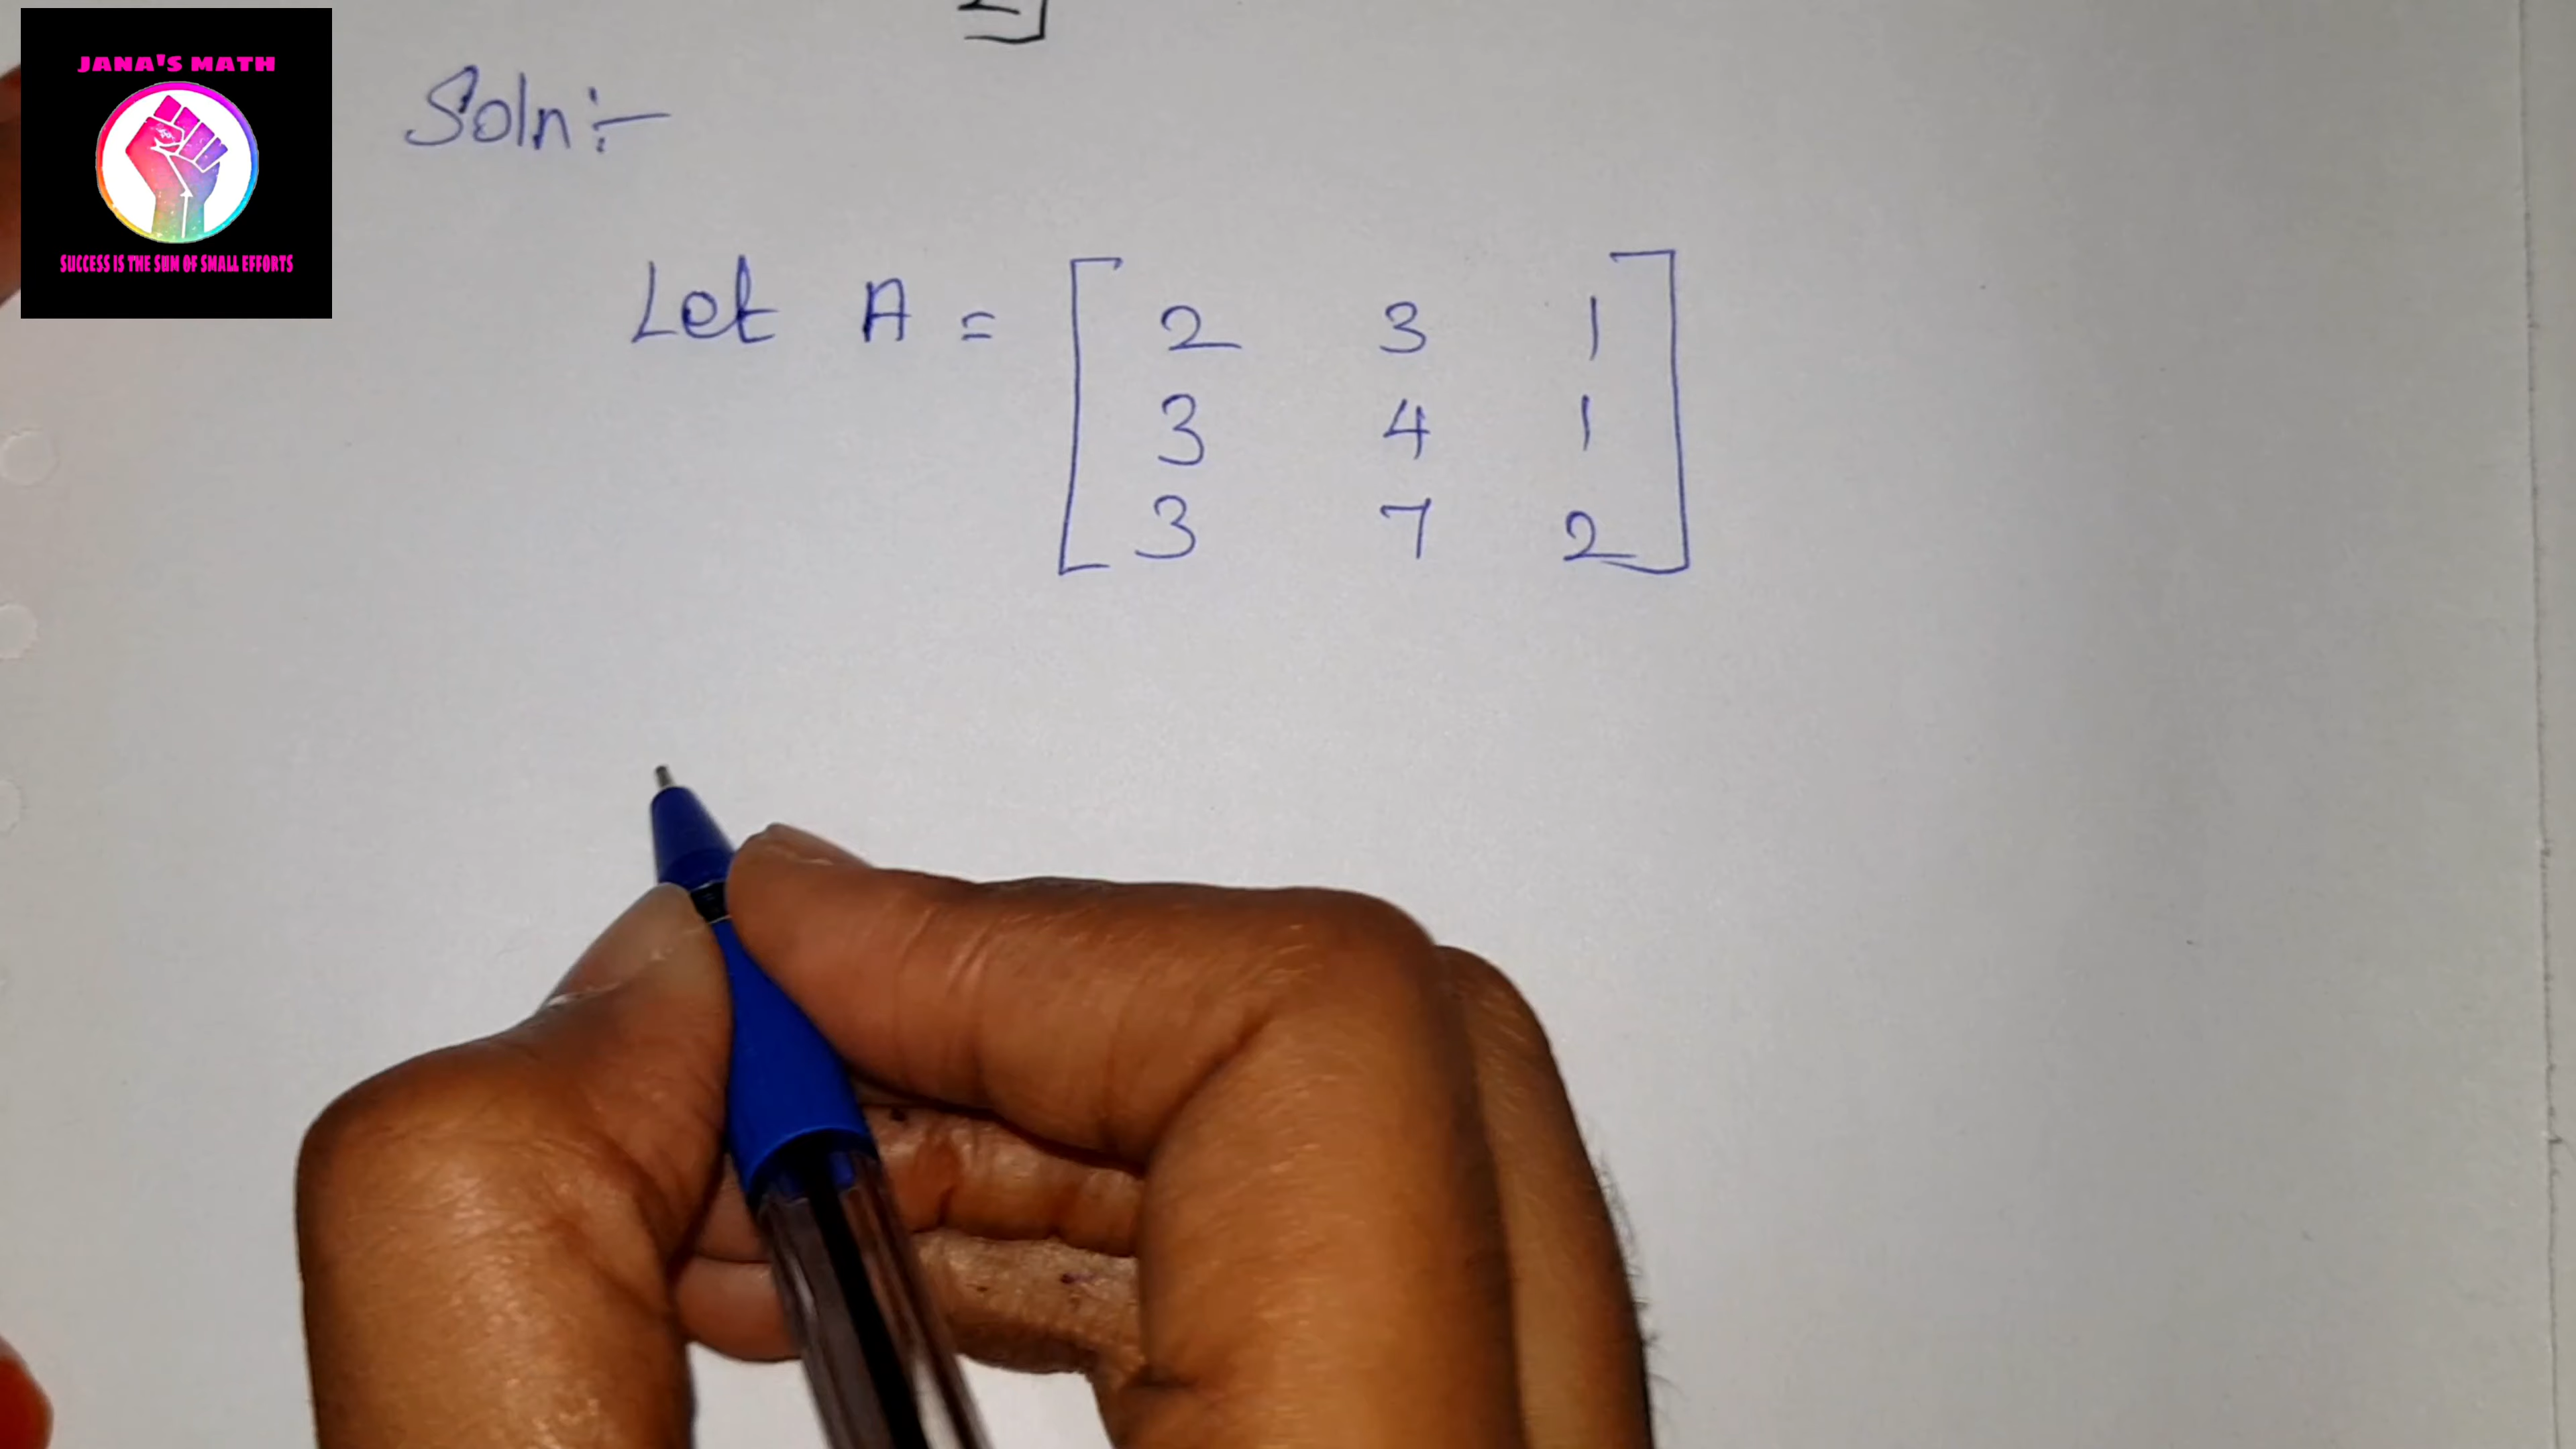 JANA'S MATH
SUCCESS IS THE SUM OF SMALL EFFORTS
Soln:-
Let A = [ 2 3 1
3 4 1
3 7 2 ]